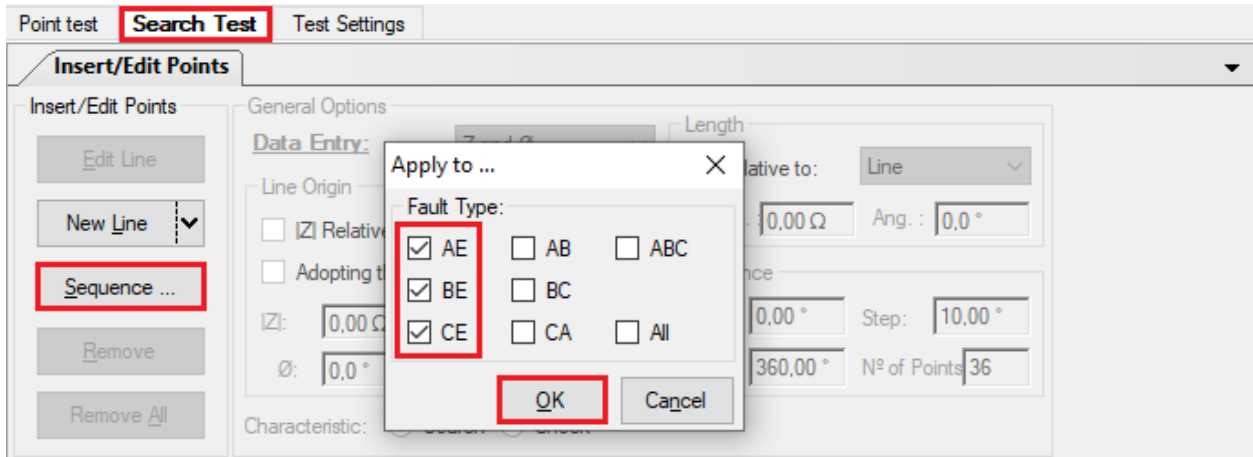 Point test Search Test Test Settings
Insert/Edit Points
Insert/Edit Points
Edit Line
New Line
Sequence ...
Remove
Remove All
General Options
Data Entry:
Line Origin
|Z| Relative
Adopting
|Z|: 0,00 Ω
Ø: 0,0 °
Characteristic:
Apply to ...
Fault Type:
AE AB ABC
BE BC
CE CA All
OK Cancel
Length
to: Line
0,00 Ω Ang. : 0,0 °
0,00 ° Step: 10,00 °
360,00 ° Nº of Points 36